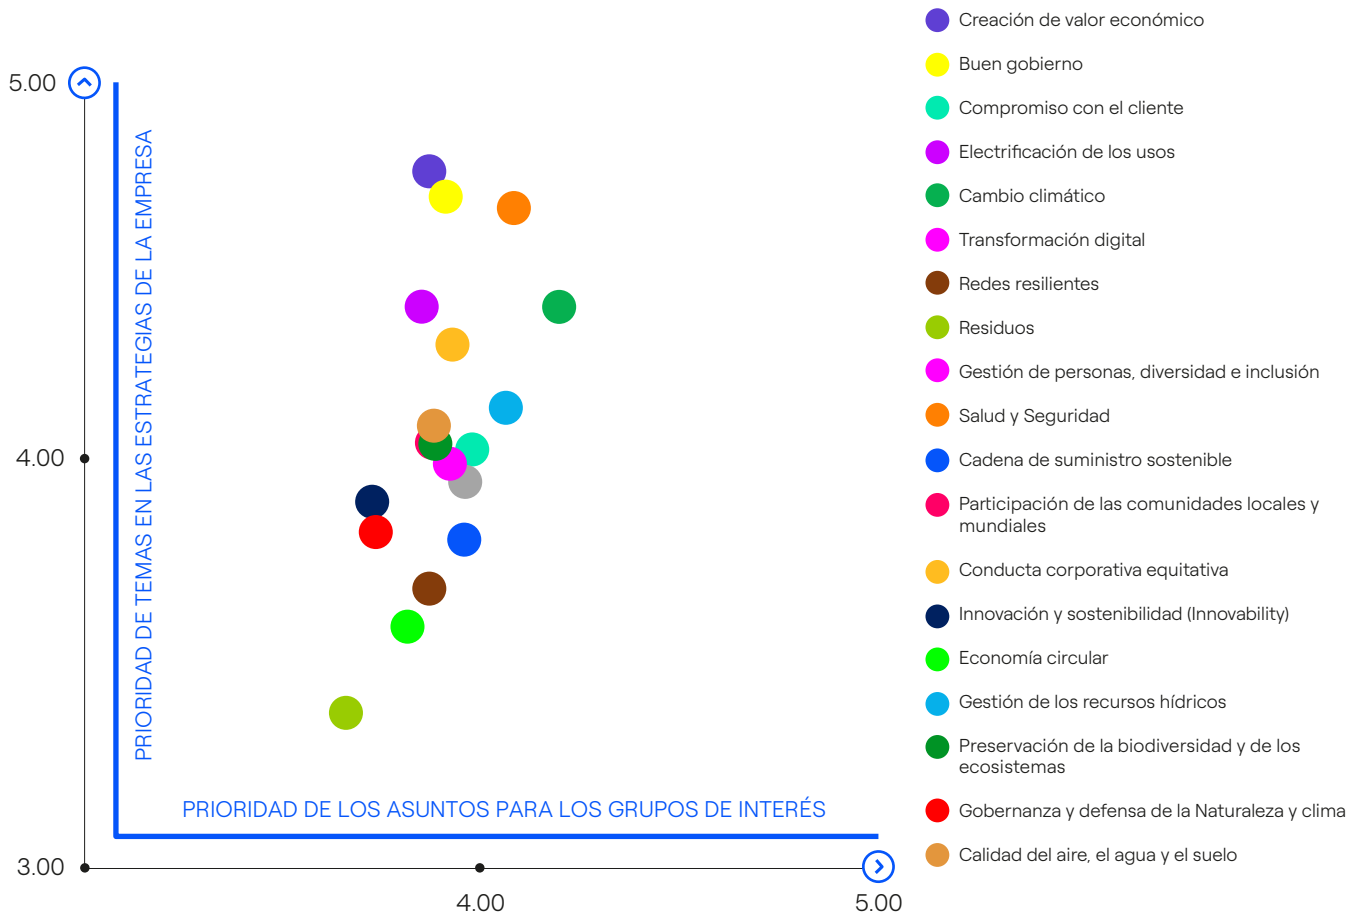 5.00
4.00
3.00
4.00
5.00
PRIORIDAD DE TEMAS EN LAS ESTRATEGIAS DE LA EMPRESA
PRIORIDAD DE LOS ASUNTOS PARA LOS GRUPOS DE INTERÉS
Creación de valor económico
Buen gobierno
Compromiso con el cliente
Electrificación de los usos
Cambio climático
Transformación digital
Redes resilientes
Residuos
Gestión de personas, diversidad e inclusión
Salud y Seguridad
Cadena de suministro sostenible
Participación de las comunidades locales y
mundiales
Conducta corporativa equitativa
Innovación y sostenibilidad (Innovability)
Economía circular
Gestión de los recursos hídricos
Preservación de la biodiversidad y de los
ecosistemas
Gobernanza y defensa de la Naturaleza y clima
Calidad del aire, el agua y el suelo